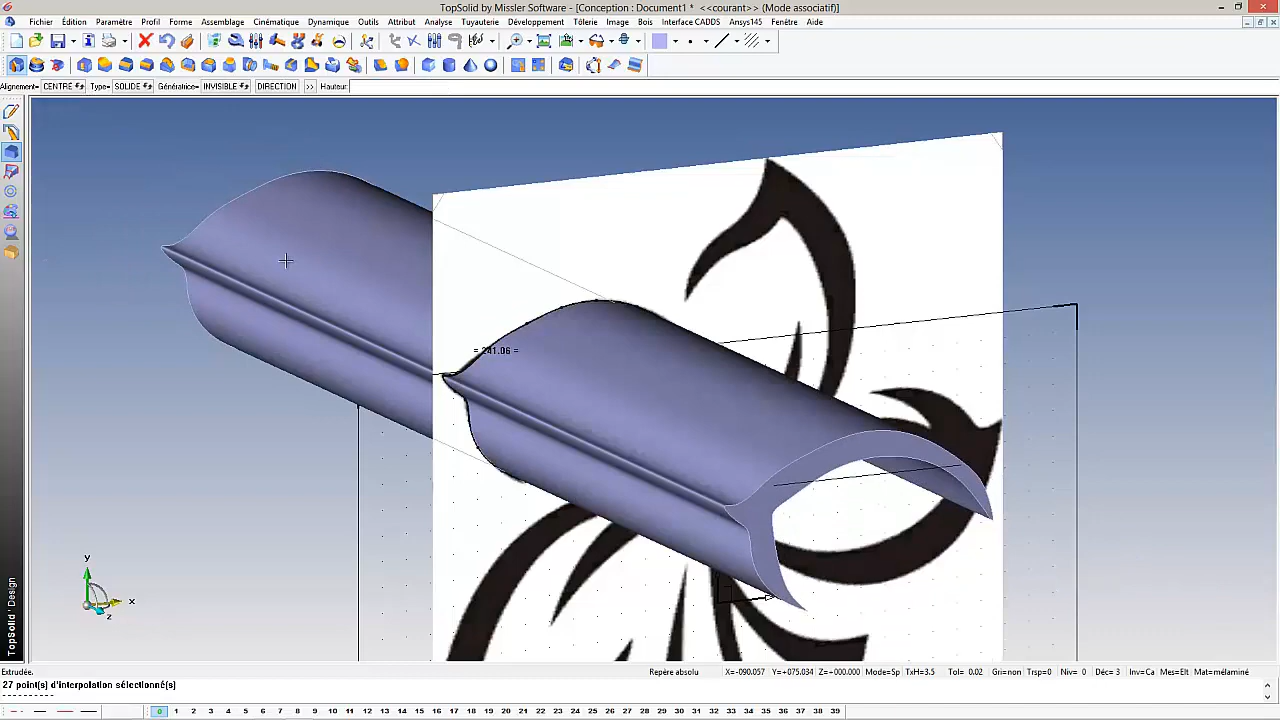 TopSolid by Missler Software - [Conception : Document1 * <<courant>> (Mode associatif)]
Fichier Edition Paramètre Profil Forme Assemblage Cinématique Dynamique Outils Attribut Analyse Tuyauterie Développement Tôlerie Image Bois Interface CADDS Ansys145 Fenêtre Aide
Alignement= CENTRE Type= SOLIDE Génératrice= INVISIBLE DIRECTION >> Hauteur:
= 241.06 =
y
x
z
TopSolid ' Design
Extrudée. Repère absolu X=-090.057 Y=+075.034 Z=+000.000 Mode=Sp TxH=3.5 Tol= 0.02 Gri=non Trsp=0 Niv= 0 Déc= 3 Inv=Ca Mes=Elt Mat=mélaminé
27 point(s) d'interpolation sélectionné(s)
----------
0 1 2 3 4 5 6 7 8 9 10 11 12 13 14 15 16 17 18 19 20 21 22 23 24 25 26 27 28 29 30 31 32 33 34 35 36 37 38 39